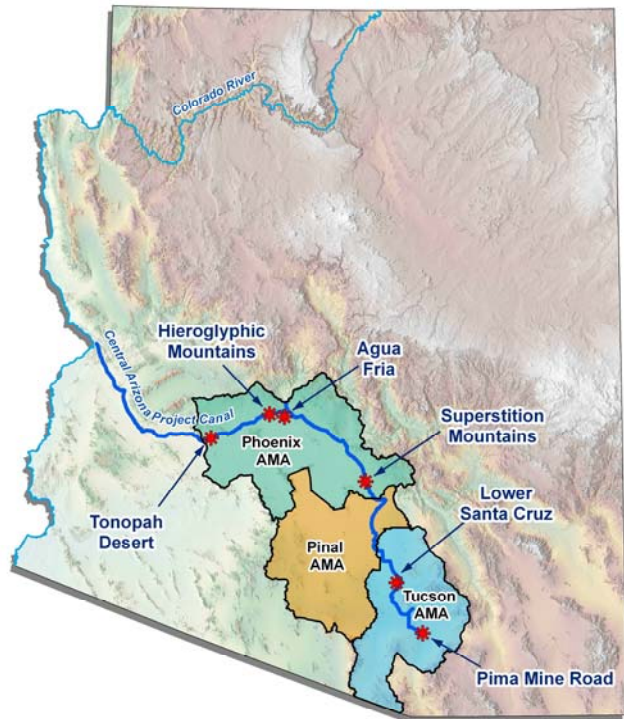 Colorado River
Central Arizona Project Canal
Hieroglyphic
Mountains
Agua
Fria
Superstition
Mountains
Phoenix
AMA
Tonopah
Desert
Lower
Santa Cruz
Pinal
AMA
Tucson
AMA
Pima Mine Road